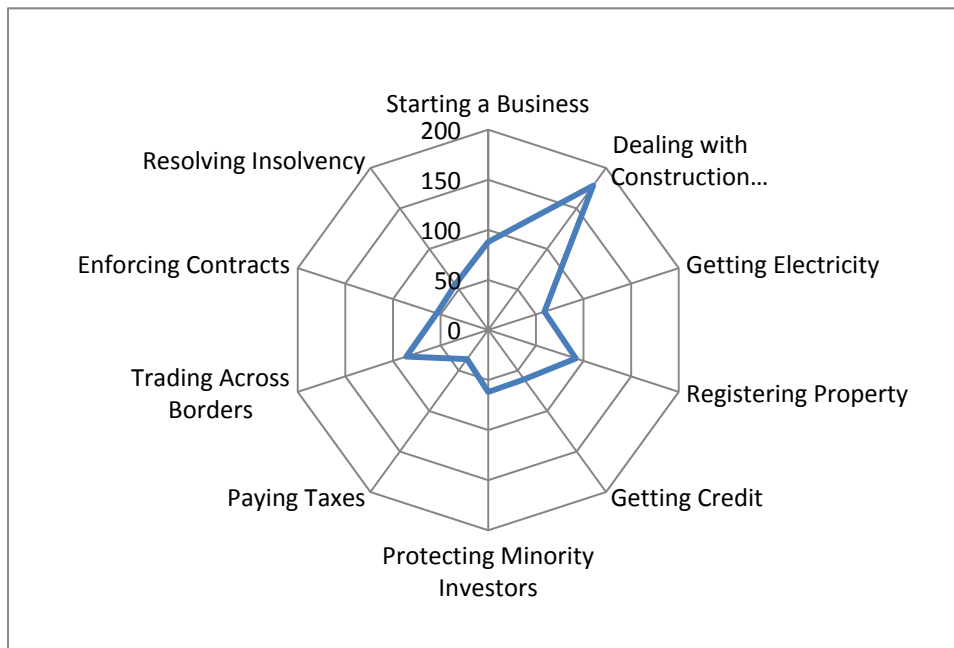 Starting a Business
200
Dealing with
Construction…
Resolving Insolvency
150
100
Enforcing Contracts
Getting Electricity
50
0
Trading Across
Borders
Registering Property
Paying Taxes
Getting Credit
Protecting Minority
Investors